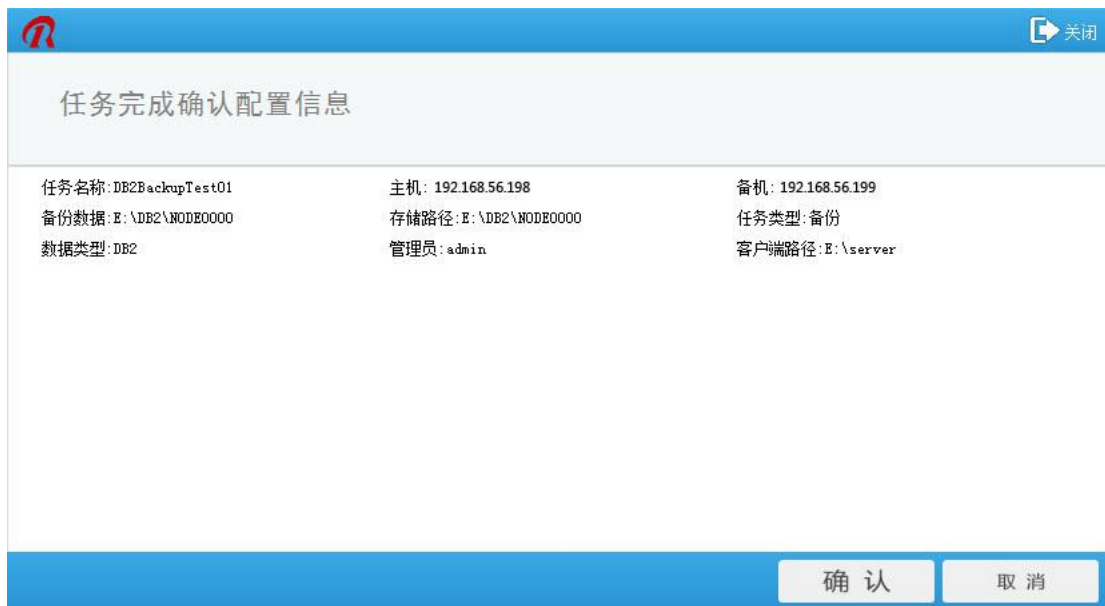 关闭
任务完成确认配置信息
任务名称:DB2BackupTest01 主机: 192.168.56.198 备机: 192.168.56.199
备份数据:E:\DB2\NODE0000 存储路径:E:\DB2\NODE0000 任务类型:备份
数据类型:DB2 管理员:admin 客户端路径:E:\server
确认 取消